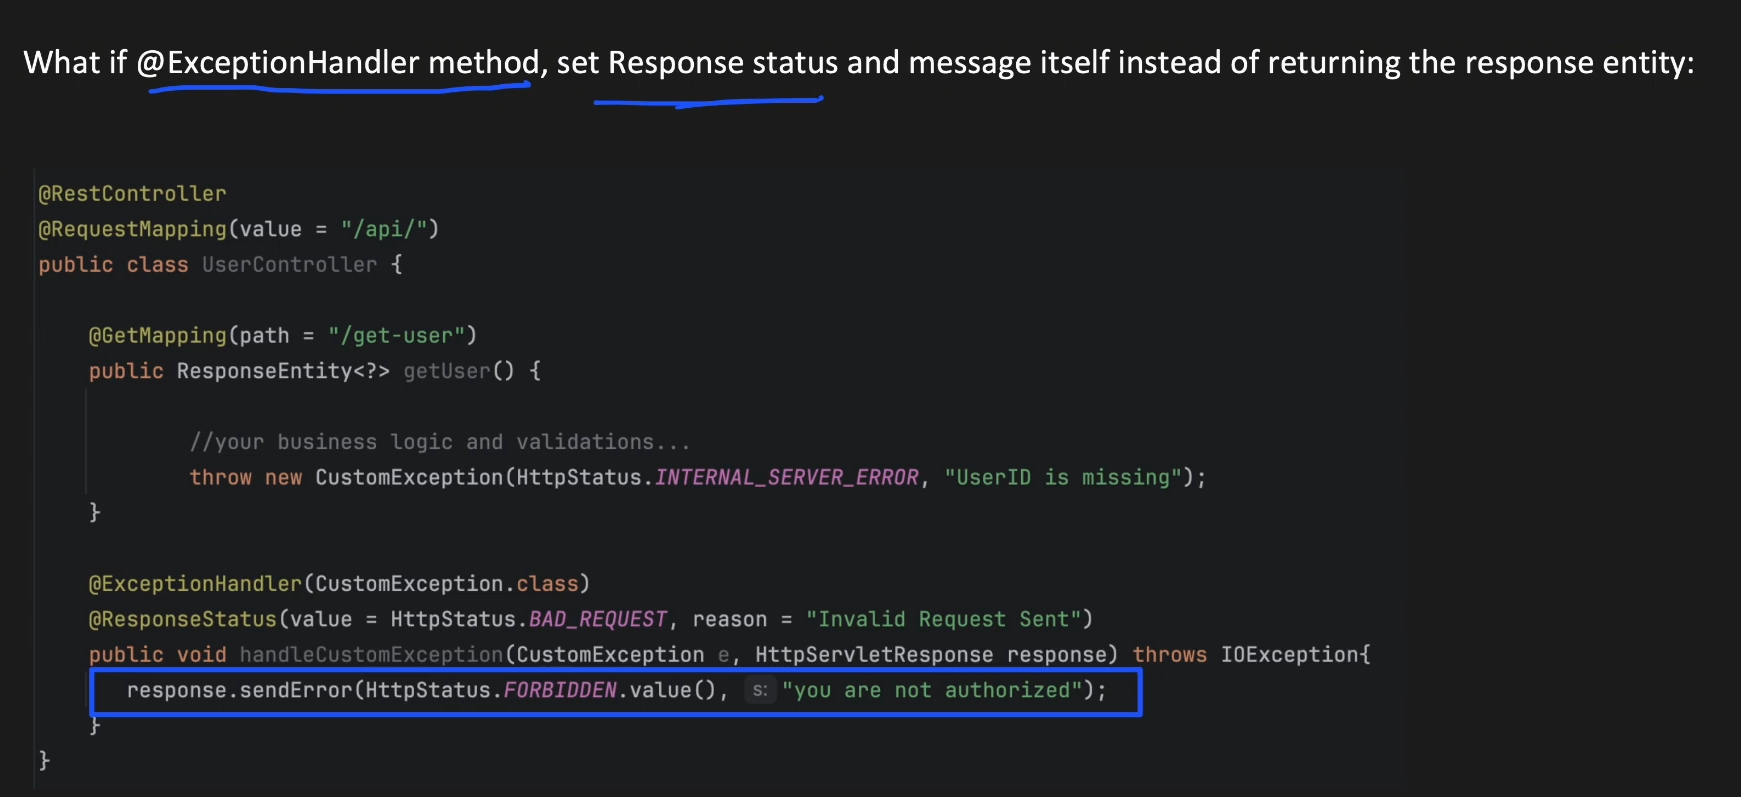 What if @ExceptionHandler method, set Response status and message itself instead of returning the response entity:
@RestController
@RequestMapping(value = "/api/")
public class UserController {
@GetMapping(path = "/get-user")
public ResponseEntity<?> getUser() {
//your business logic and validations...
throw new CustomException(HttpStatus.INTERNAL_SERVER_ERROR, "UserID is missing");
}
@ExceptionHandler(CustomException.class)
@ResponseStatus(value = HttpStatus.BAD_REQUEST, reason = "Invalid Request Sent")
public void handleCustomException(CustomException e, HttpServletResponse response) throws IOException{
response.sendError(HttpStatus.FORBIDDEN.value(), s: "you are not authorized");
}
}